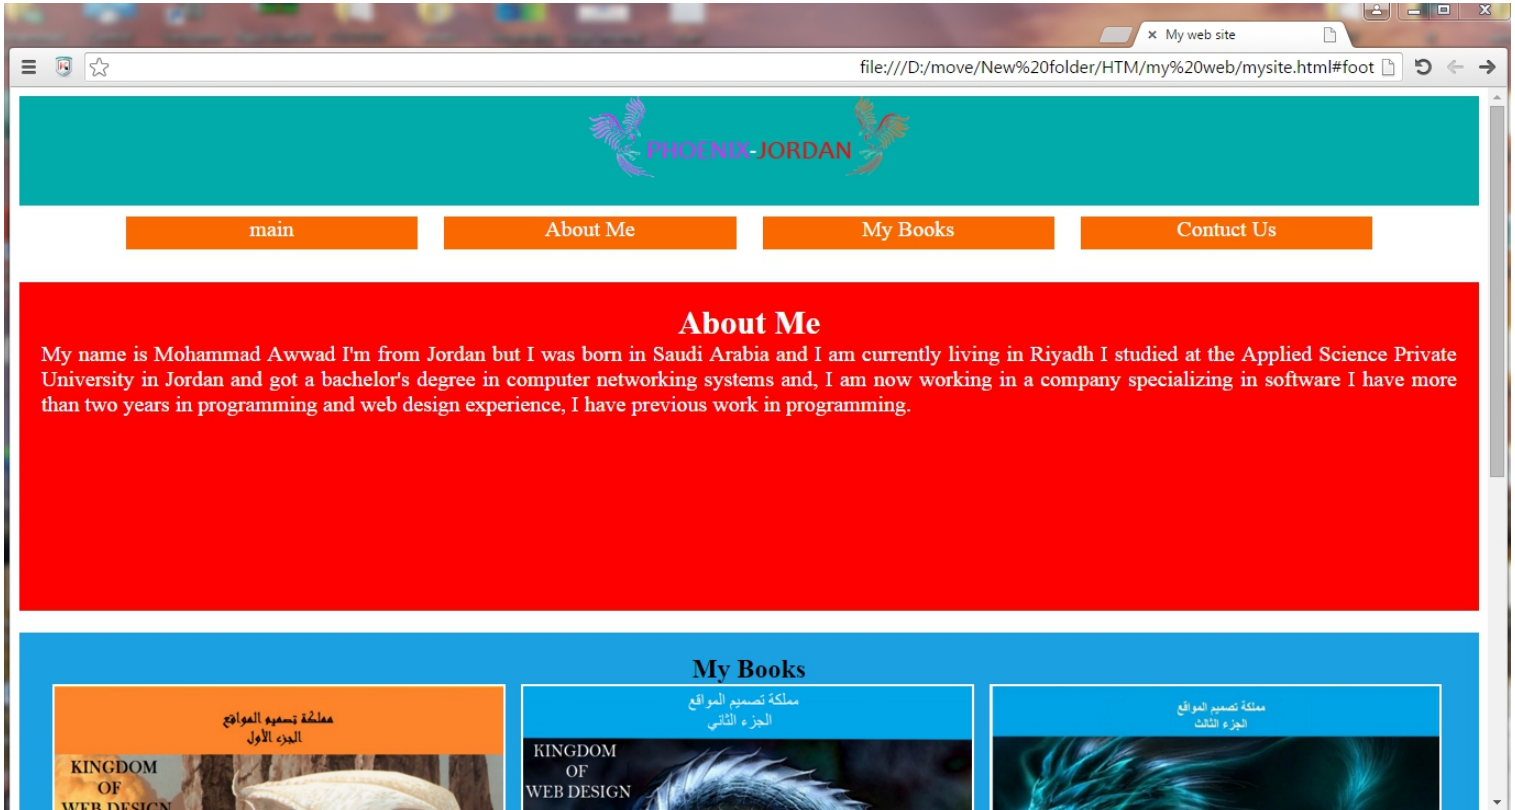 My web site
file:///D:/move/New%20folder/HTM/my%20web/mysite.html#foot
PHOENIX-JORDAN
main
About Me
My Books
Contuct Us
About Me
My name is Mohammad Awwad I'm from Jordan but I was born in Saudi Arabia and I am currently living in Riyadh I studied at the Applied Science Private
University in Jordan and got a bachelor's degree in computer networking systems and, I am now working in a company specializing in software I have more
than two years in programming and web design experience, I have previous work in programming.
My Books
مملكة تصميم المواقع
الجزء الأول
KINGDOM
OF
WEB DESIGN
مملكة تصميم المواقع
الجزء الثاني
KINGDOM
OF
WEB DESIGN
مملكة تصميم المواقع
الجزء الثالث